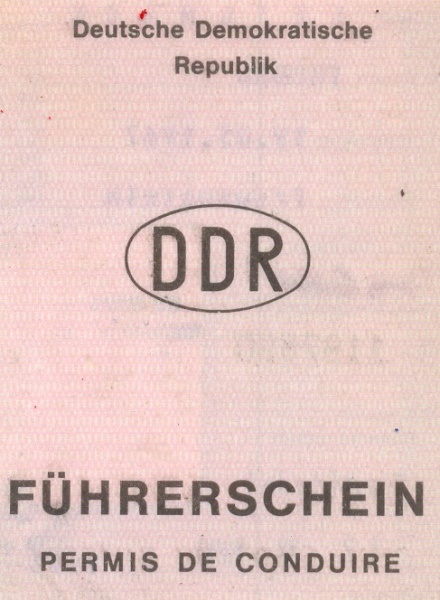 Deutsche Demokratische
Republik
DDR
FÜHRERSCHEIN
PERMIS DE CONDUIRE